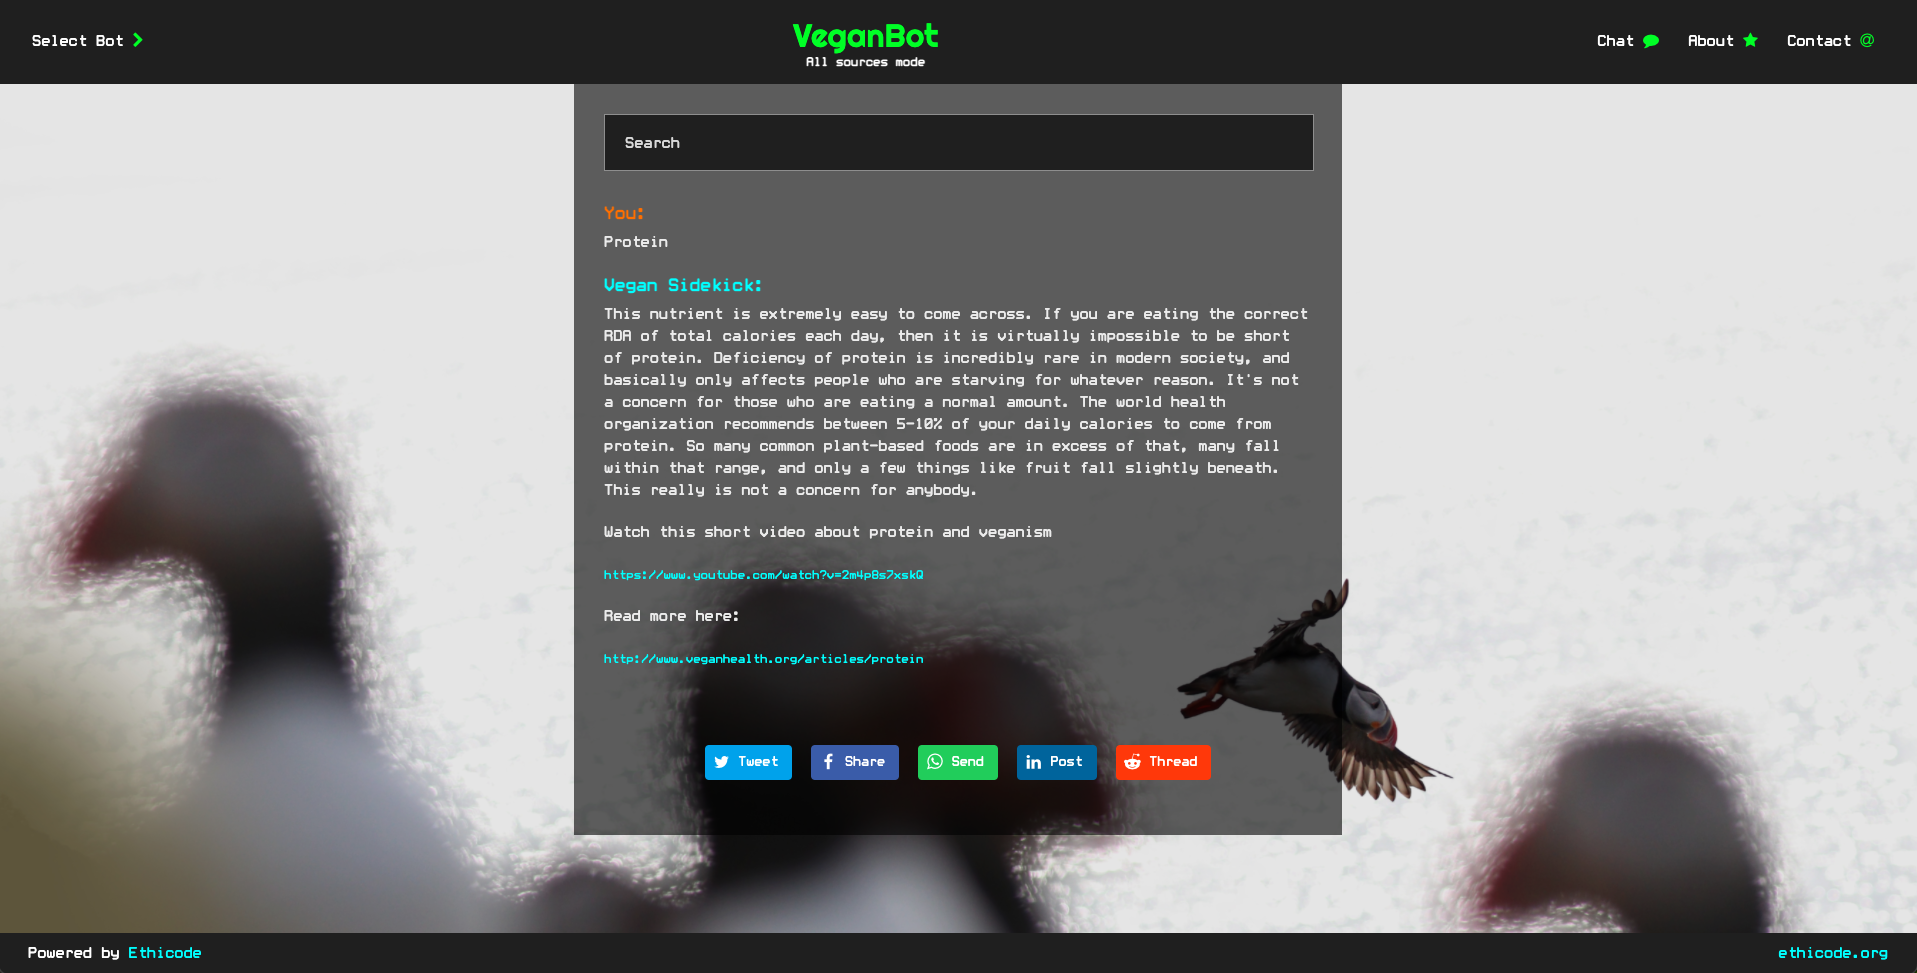 Select Bot
VeganBot
All sources mode
Chat
About
Contact @
Search
You:
Protein
Vegan Sidekick:
This nutrient is extremely easy to come across. If you are eating the correct
RDA of total calories each day, then it is virtually impossible to be short
of protein. Deficiency of protein is incredibly rare in modern society, and
basically only affects people who are starving for whatever reason. It's not
a concern for those who are eating a normal amount. The world health
organization recommends between 5-10% of your daily calories to come from
protein. So many common plant-based foods are in excess of that, many fall
within that range, and only a few things like fruit fall slightly beneath.
This really is not a concern for anybody.
Watch this short video about protein and veganism
https://www.youtube.com/watch?v=2m4p8s7xskQ
Read more here:
http://www.veganhealth.org/articles/protein
Tweet
Share
Send
Post
Thread
Powered by Ethicode
ethicode.org